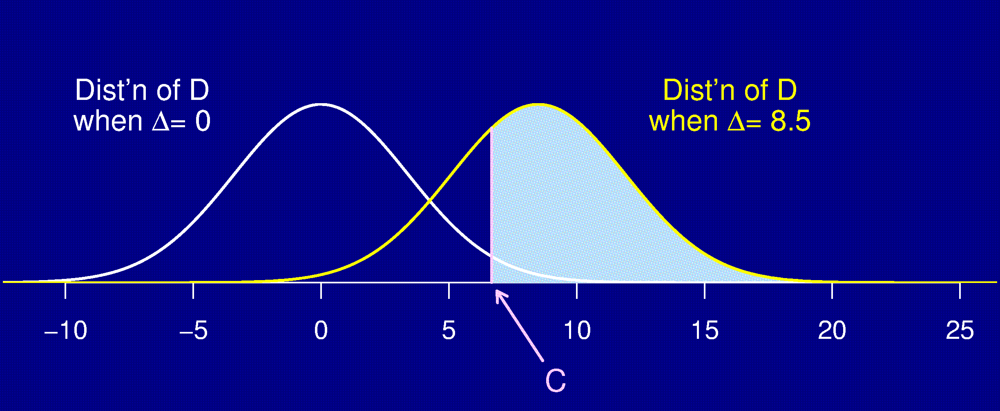 Dist’n of D
when Δ= 0
Dist’n of D
when Δ= 8.5
−10 −5 0 5 10 15 20 25
C